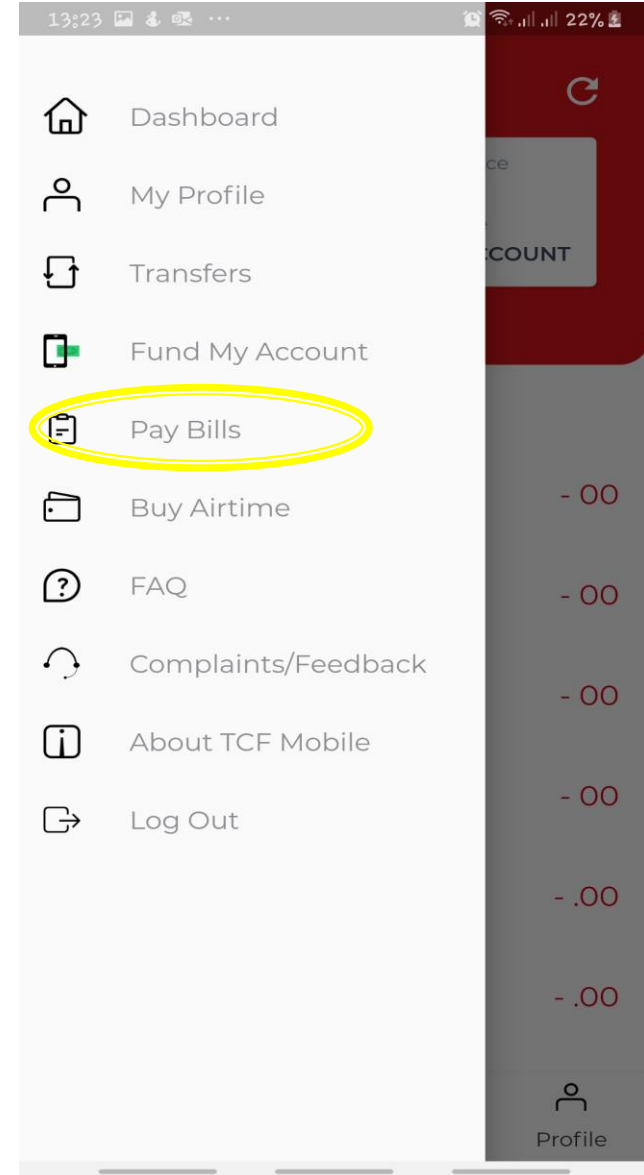 13:23 22%
Dashboard
ce
My Profile
COUNT
Transfers
Fund My Account
Pay Bills
- 00
Buy Airtime
FAQ
- 00
Complaints/Feedback
- 00
About TCF Mobile
- 00
Log Out
- .00
- .00
Profile